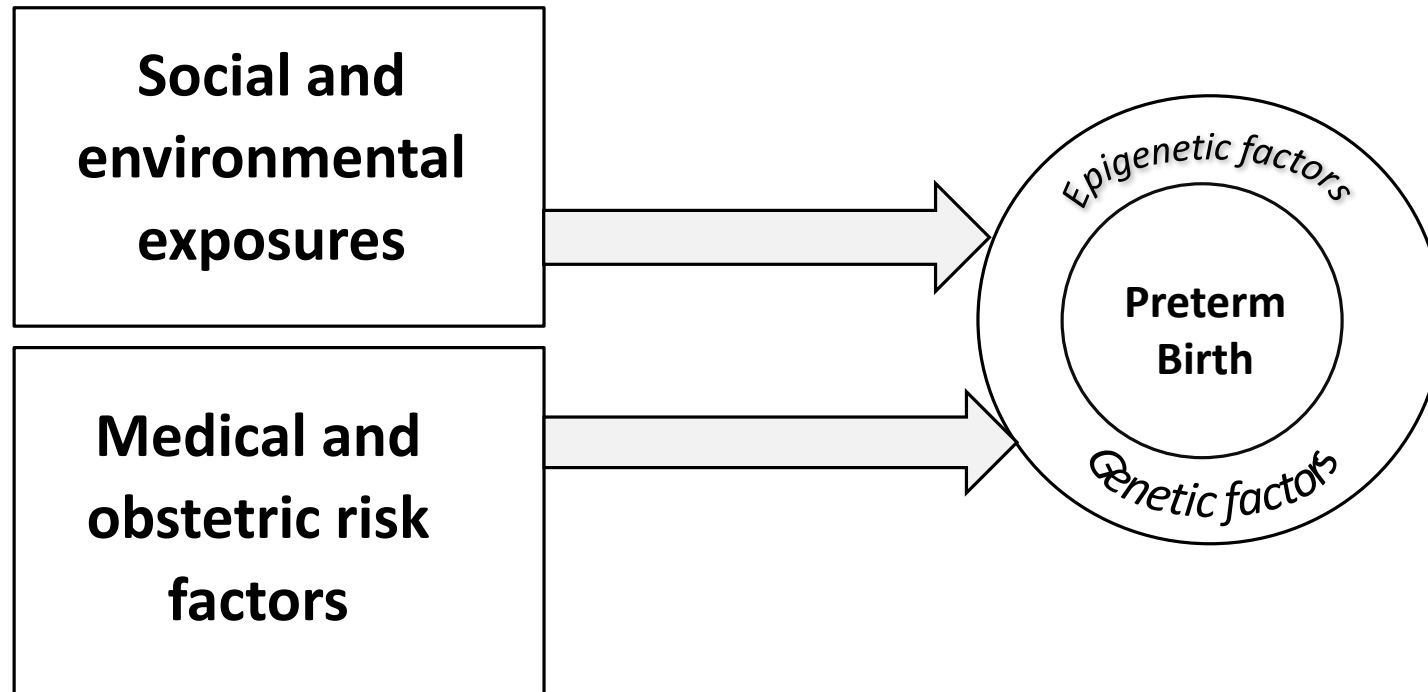 Social and
environmental
exposures
Medical and
obstetric risk
factors
Epigenetic factors
Preterm
Birth
Genetic factors